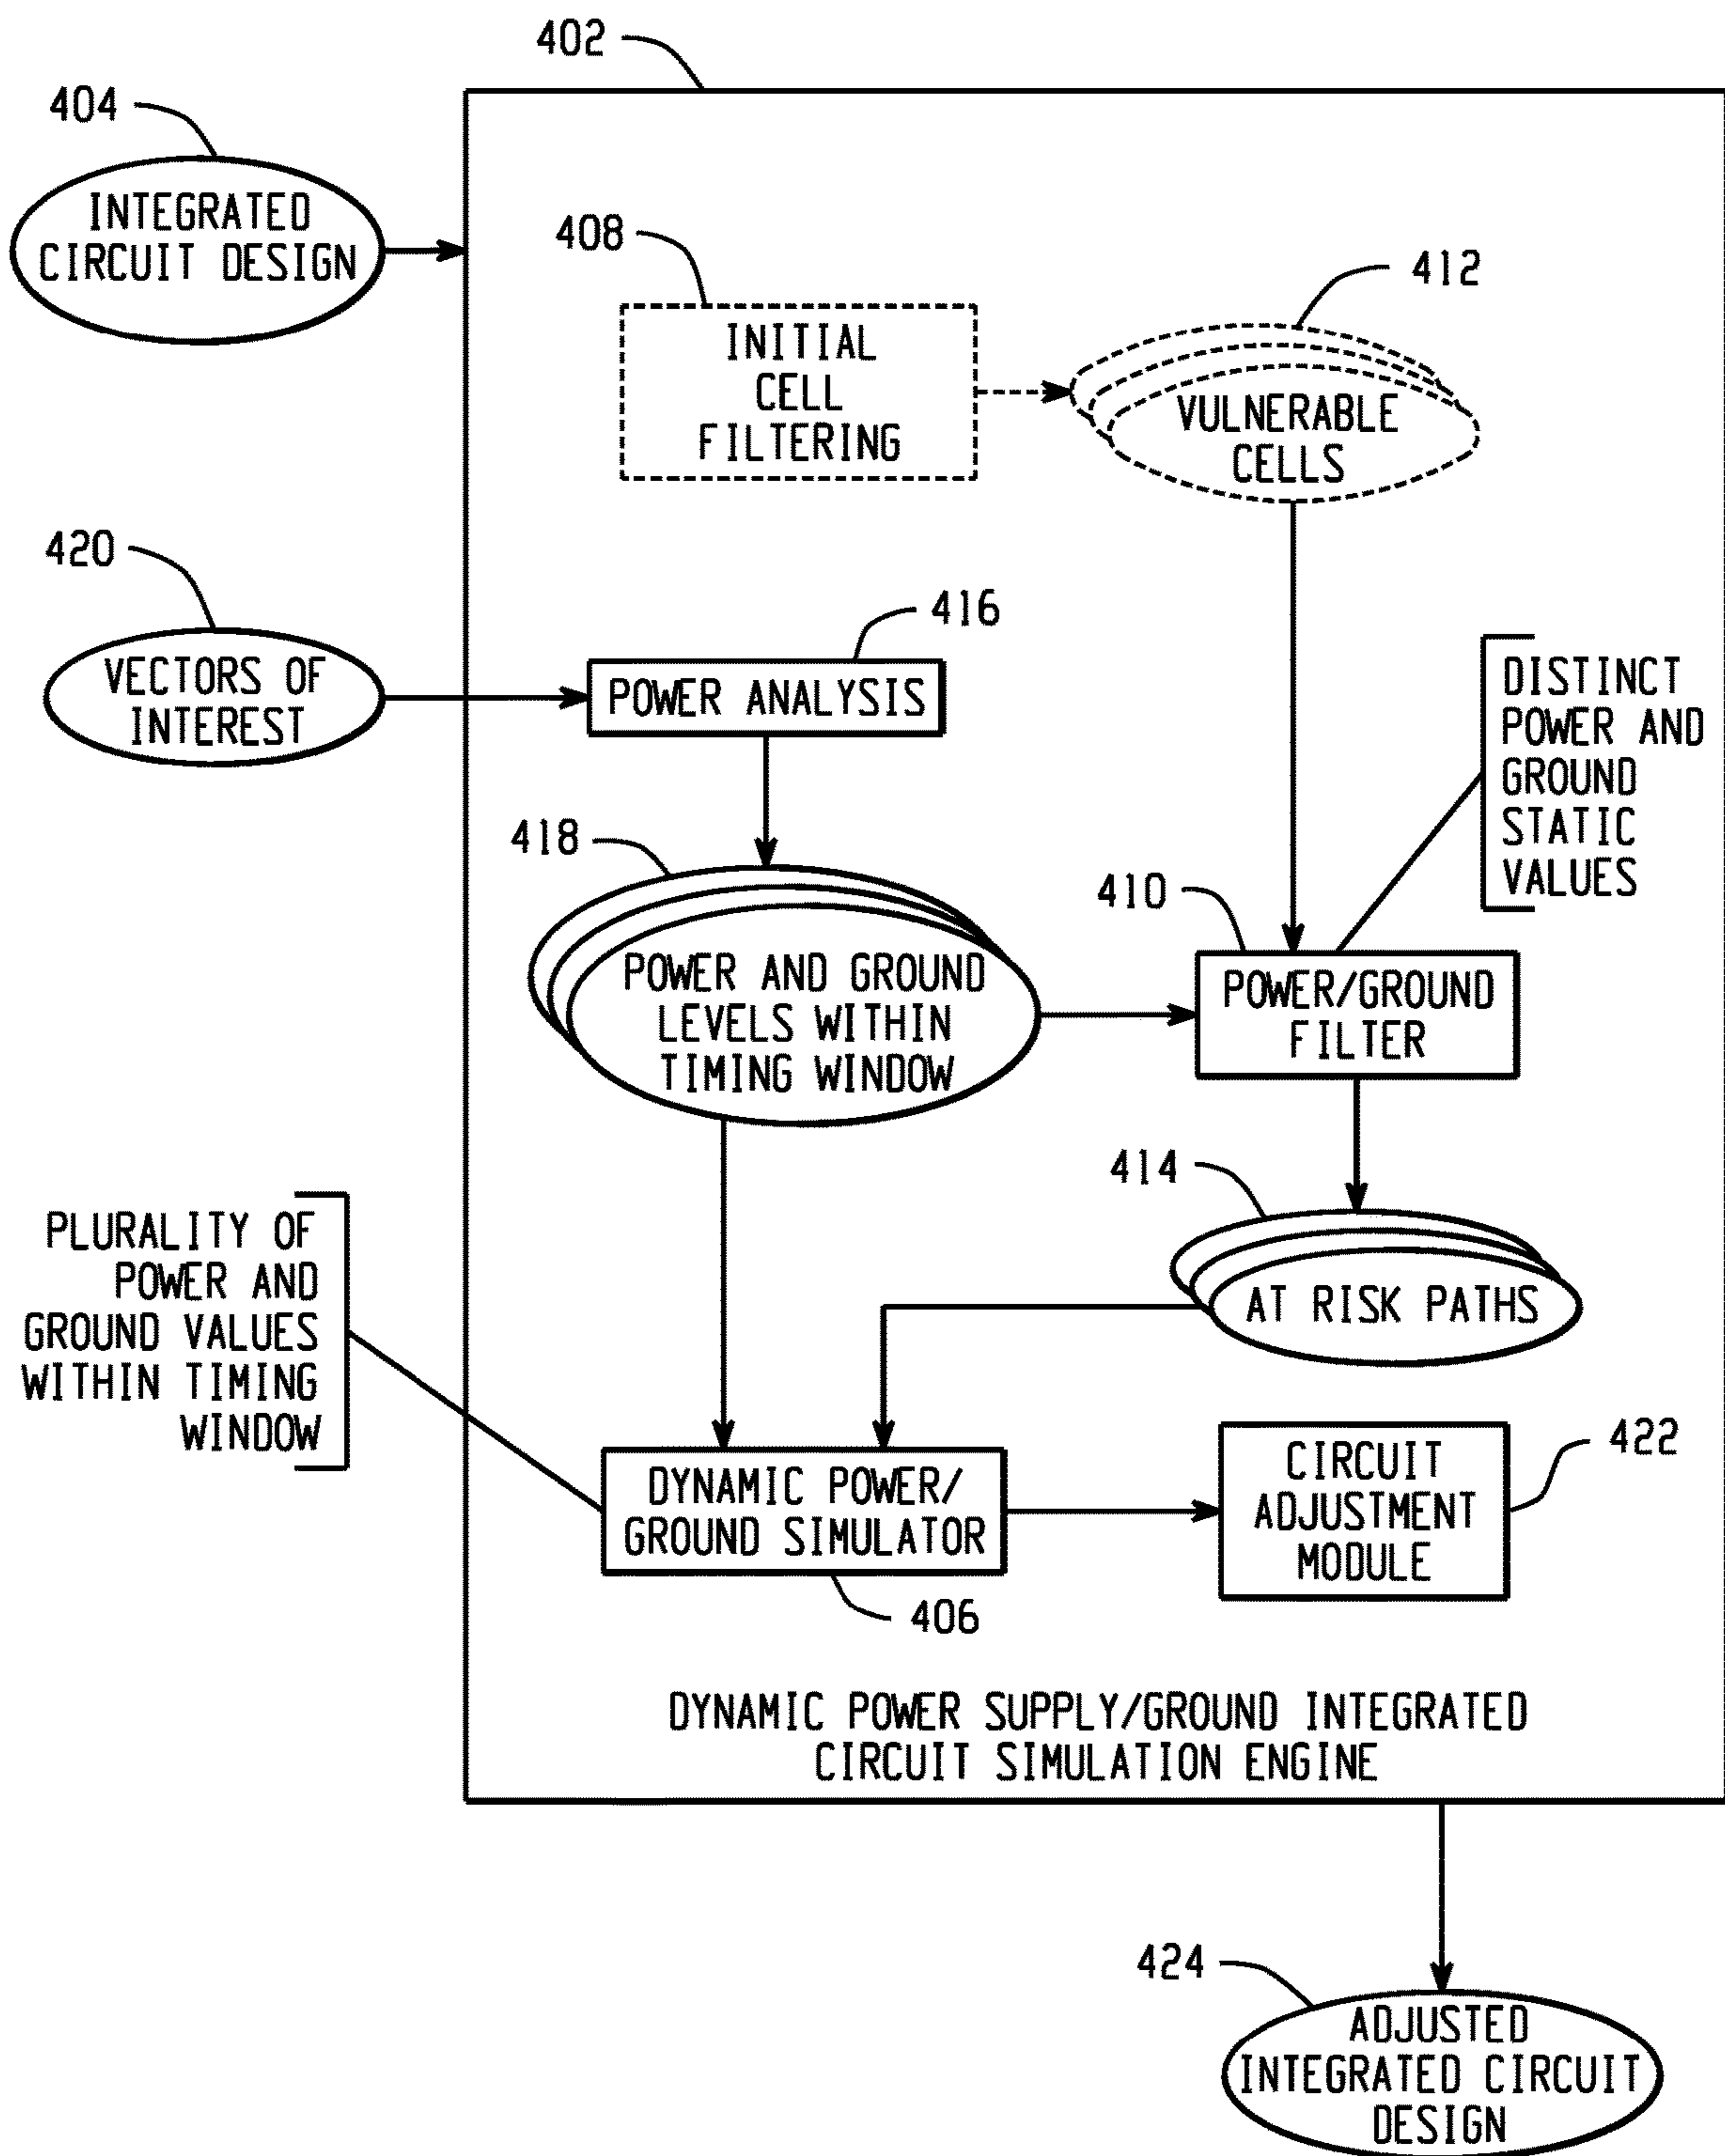 402
404
INTEGRATED
CIRCUIT DESIGN
408
INITIAL
CELL
FILTERING
412
VULNERABLE
CELLS
420
VECTORS OF
INTEREST
416
POWER ANALYSIS
DISTINCT
POWER AND
GROUND
STATIC
VALUES
418
POWER AND GROUND
LEVELS WITHIN
TIMING WINDOW
410
POWER/GROUND
FILTER
414
AT RISK PATHS
PLURALITY OF
POWER AND
GROUND VALUES
WITHIN TIMING
WINDOW
DYNAMIC POWER/
GROUND SIMULATOR
406
CIRCUIT
ADJUSTMENT
MODULE
422
DYNAMIC POWER SUPPLY/GROUND INTEGRATED
CIRCUIT SIMULATION ENGINE
424
ADJUSTED
INTEGRATED CIRCUIT
DESIGN